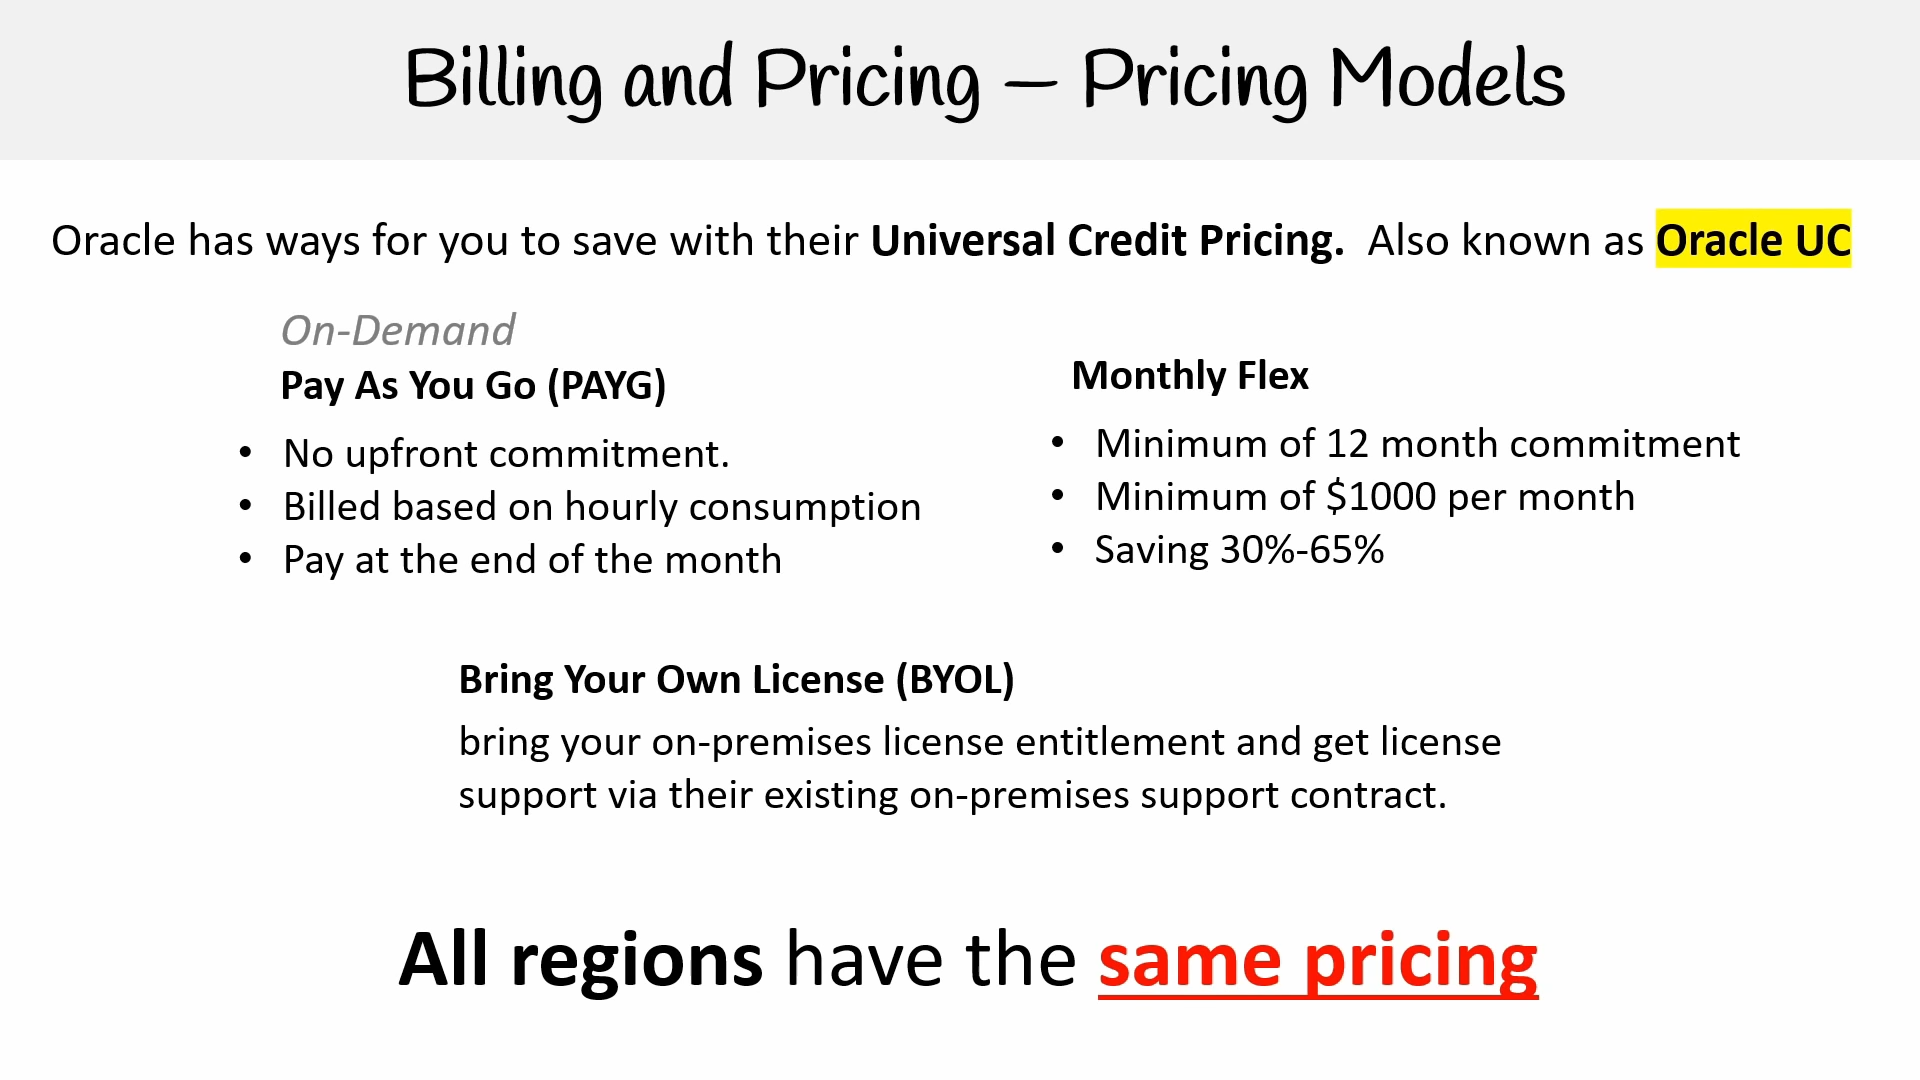 Billing and Pricing – Pricing Models
Oracle has ways for you to save with their Universal Credit Pricing. Also known as Oracle UC
On-Demand
Pay As You Go (PAYG)
• No upfront commitment.
• Billed based on hourly consumption
• Pay at the end of the month
Monthly Flex
• Minimum of 12 month commitment
• Minimum of $1000 per month
• Saving 30%-65%
Bring Your Own License (BYOL)
bring your on-premises license entitlement and get license
support via their existing on-premises support contract.
All regions have the same pricing